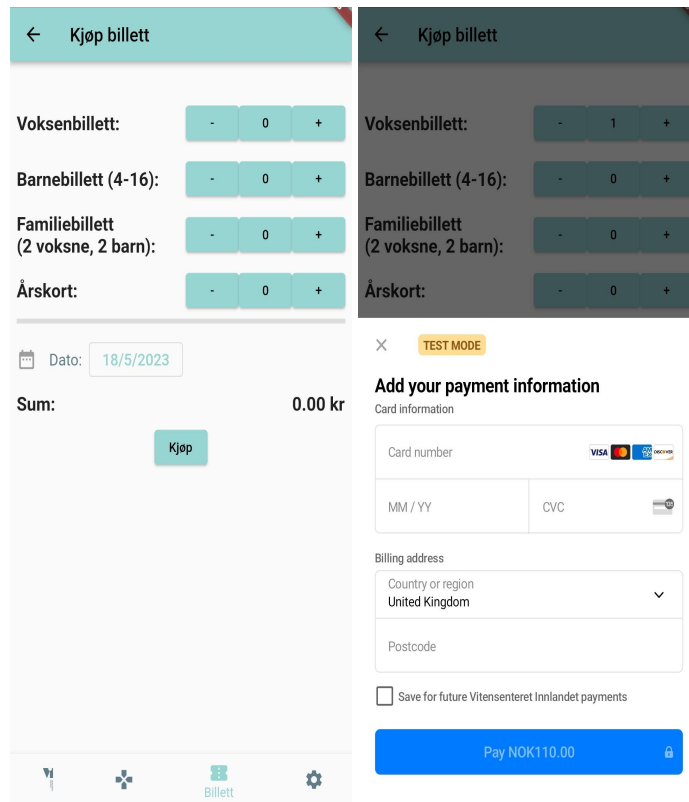 Kjøp billett
Voksenbillett: - 0 +
Barnebillett (4-16): - 0 +
Familiebillett
(2 voksne, 2 barn): - 0 +
Årskort: - 0 +
Dato: 18/5/2023
Sum: 0.00 kr
Kjøp
Billett
Kjøp billett
Voksenbillett: - 1 +
Barnebillett (4-16): - 0 +
Familiebillett
(2 voksne, 2 barn): - 0 +
Årskort: - 0 +
TEST MODE
Add your payment information
Card information
Card number VISA
MM / YY CVC
Billing address
Country or region
United Kingdom
Postcode
Save for future Vitensenteret Innlandet payments
Pay NOK110.00